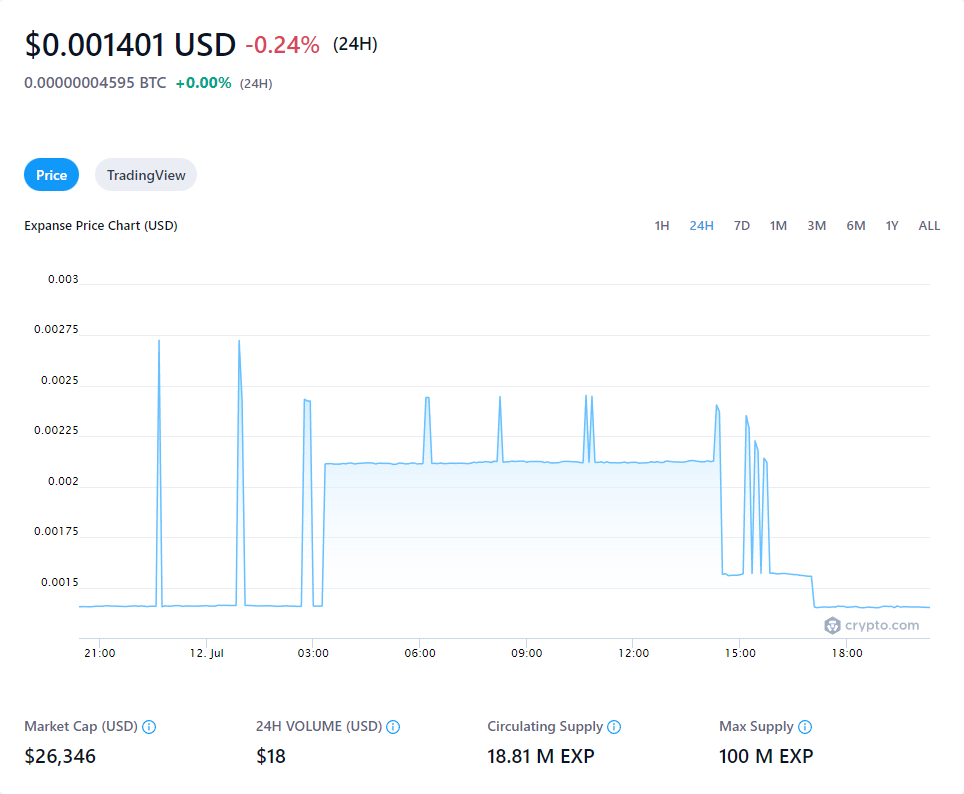 $0.001401 USD -0.24% (24H)
0.00000004595 BTC +0.00% (24H)
Price TradingView
Expanse Price Chart (USD) 1H 24H 7D 1M 3M 6M 1Y ALL
0.003
0.00275
0.0025
0.00225
0.002
0.00175
0.0015
crypto.com
21:00 12. Jul 03:00 06:00 09:00 12:00 15:00 18:00
Market Cap (USD) 24H VOLUME (USD) Circulating Supply Max Supply
$26,346 $18 18.81 M EXP 100 M EXP